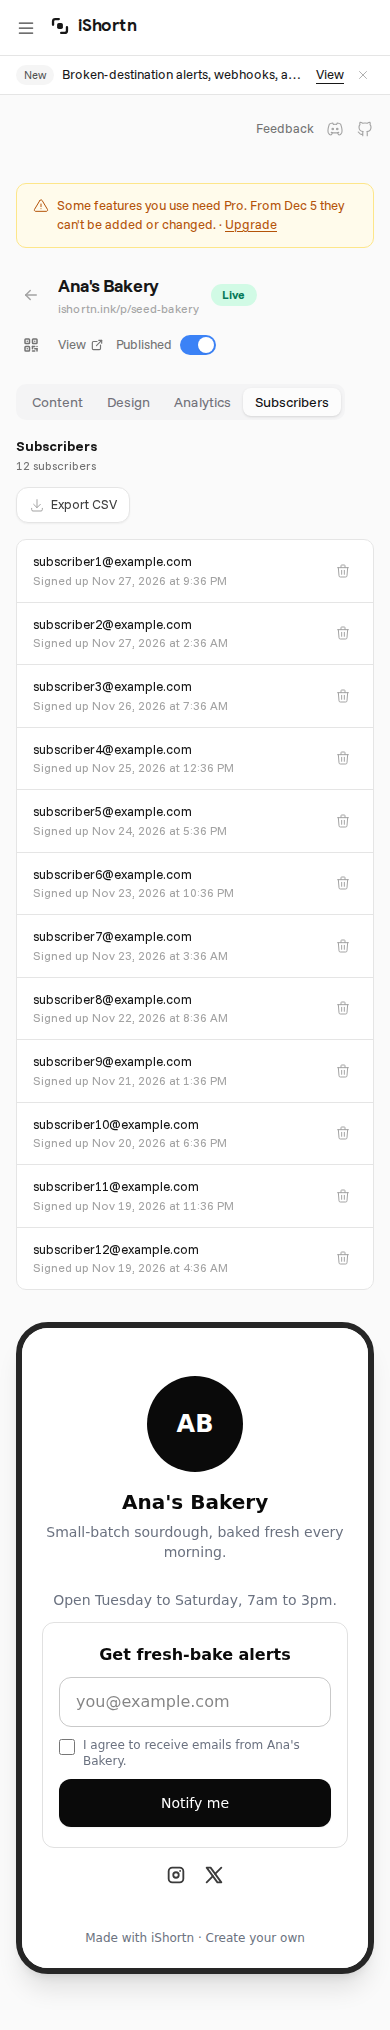 iShortn
New Broken-destination alerts, webhooks, a... View
Feedback
Some features you use need Pro. From Dec 5 they
can't be added or changed. · Upgrade
Ana's Bakery
ishortn.ink/p/seed-bakery
Live
View Published
Content Design Analytics Subscribers
Subscribers
12 subscribers
Export CSV
subscriber1@example.com
Signed up Nov 27, 2026 at 9:36 PM
subscriber2@example.com
Signed up Nov 27, 2026 at 2:36 AM
subscriber3@example.com
Signed up Nov 26, 2026 at 7:36 AM
subscriber4@example.com
Signed up Nov 25, 2026 at 12:36 PM
subscriber5@example.com
Signed up Nov 24, 2026 at 5:36 PM
subscriber6@example.com
Signed up Nov 23, 2026 at 10:36 PM
subscriber7@example.com
Signed up Nov 23, 2026 at 3:36 AM
subscriber8@example.com
Signed up Nov 22, 2026 at 8:36 AM
subscriber9@example.com
Signed up Nov 21, 2026 at 1:36 PM
subscriber10@example.com
Signed up Nov 20, 2026 at 6:36 PM
subscriber11@example.com
Signed up Nov 19, 2026 at 11:36 PM
subscriber12@example.com
Signed up Nov 19, 2026 at 4:36 AM
AB
Ana's Bakery
Small-batch sourdough, baked fresh every
morning.
Open Tuesday to Saturday, 7am to 3pm.
Get fresh-bake alerts
you@example.com
I agree to receive emails from Ana's
Bakery.
Notify me
Made with iShortn · Create your own